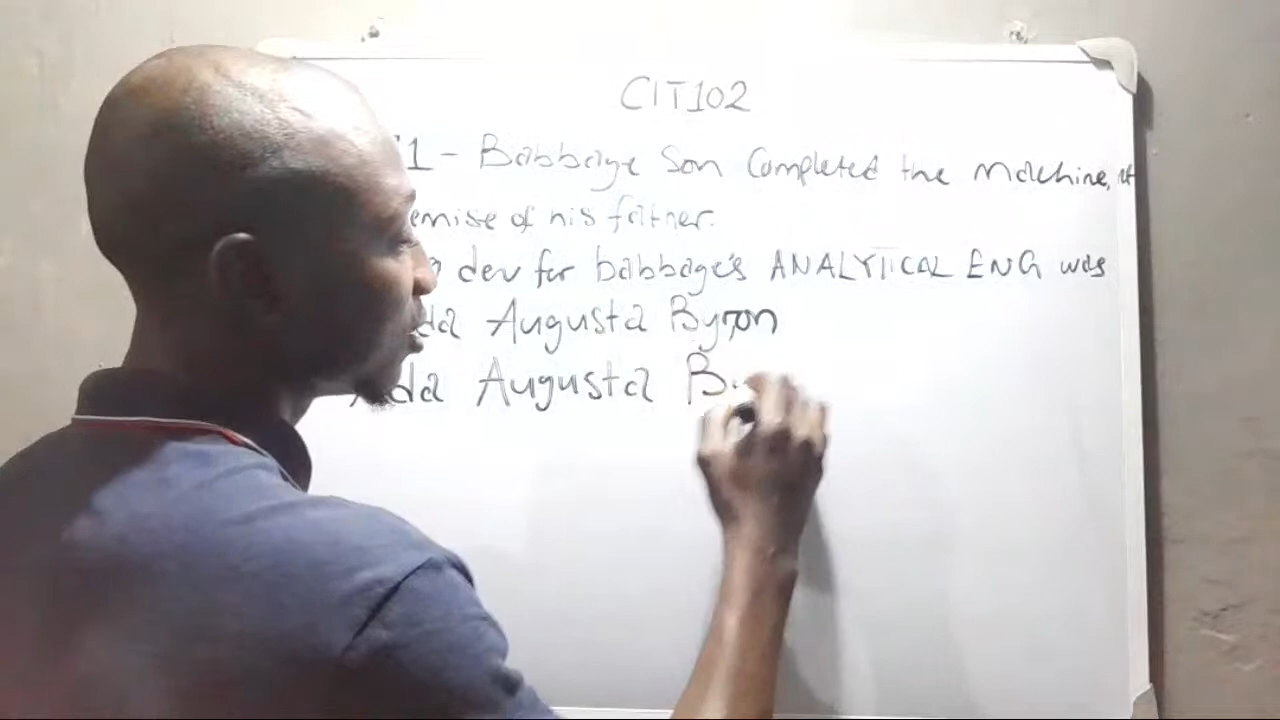 CIT102
1 - Babbage Son Completed the machine, at
emise of his father.
dev for babbage's ANALYTICAL ENG was
da Augusta Byron
Ada Augusta B